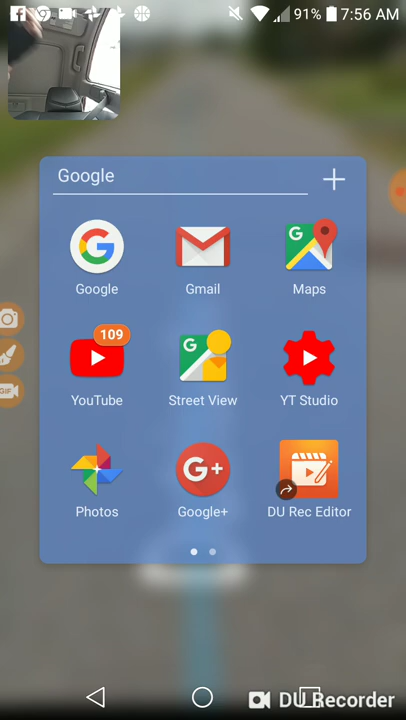 91% 7:56 AM
Google
Google Gmail Maps
109
YouTube Street View YT Studio
Photos Google+ DU Rec Editor
GIF
DU Recorder